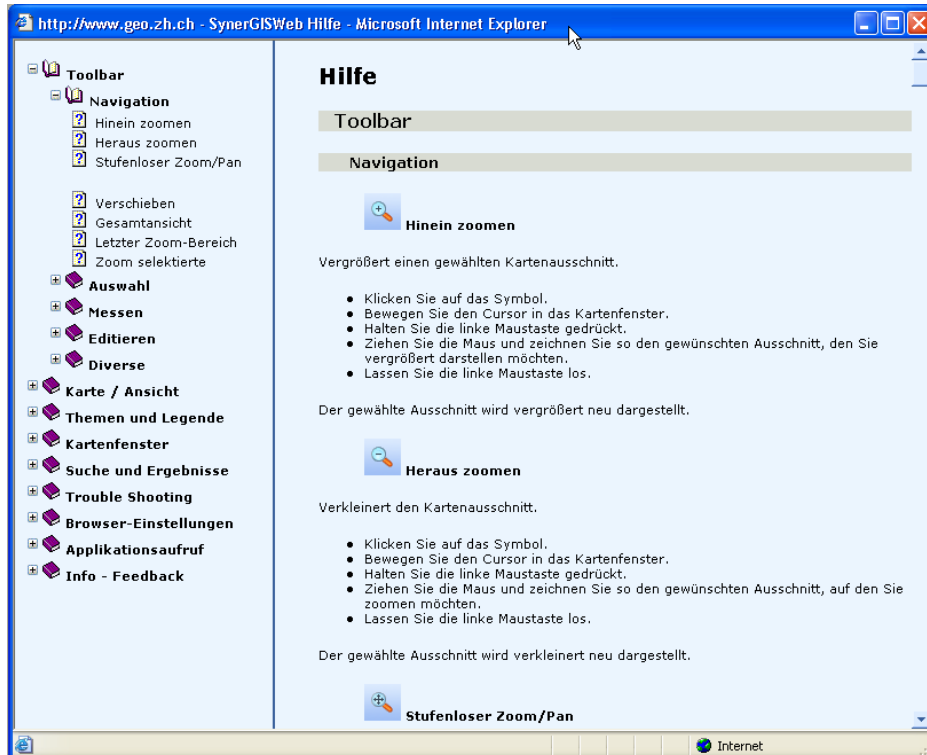 http://www.geo.zh.ch - SynerGISWeb Hilfe - Microsoft Internet Explorer
Toolbar
Navigation
Hinein zoomen
Heraus zoomen
Stufenloser Zoom/Pan
Verschieben
Gesamtansicht
Letzter Zoom-Bereich
Zoom selektierte
Auswahl
Messen
Editieren
Diverse
Karte / Ansicht
Themen und Legende
Kartenfenster
Suche und Ergebnisse
Trouble Shooting
Browser-Einstellungen
Applikationsaufruf
Info - Feedback
Hilfe
Toolbar
Navigation
Hinein zoomen
Vergrößert einen gewählten Kartenausschnitt.
• Klicken Sie auf das Symbol.
• Bewegen Sie den Cursor in das Kartenfenster.
• Halten Sie die linke Maustaste gedrückt.
• Ziehen Sie die Maus und zeichnen Sie so den gewünschten Ausschnitt, den Sie
vergrößert darstellen möchten.
• Lassen Sie die linke Maustaste los.
Der gewählte Ausschnitt wird vergrößert neu dargestellt.
Heraus zoomen
Verkleinert den Kartenausschnitt.
• Klicken Sie auf das Symbol.
• Bewegen Sie den Cursor in das Kartenfenster.
• Halten Sie die linke Maustaste gedrückt.
• Ziehen Sie die Maus und zeichnen Sie so den gewünschten Ausschnitt, auf den Sie
zoomen möchten.
• Lassen Sie die linke Maustaste los.
Der gewählte Ausschnitt wird verkleinert neu dargestellt.
Stufenloser Zoom/Pan
Internet